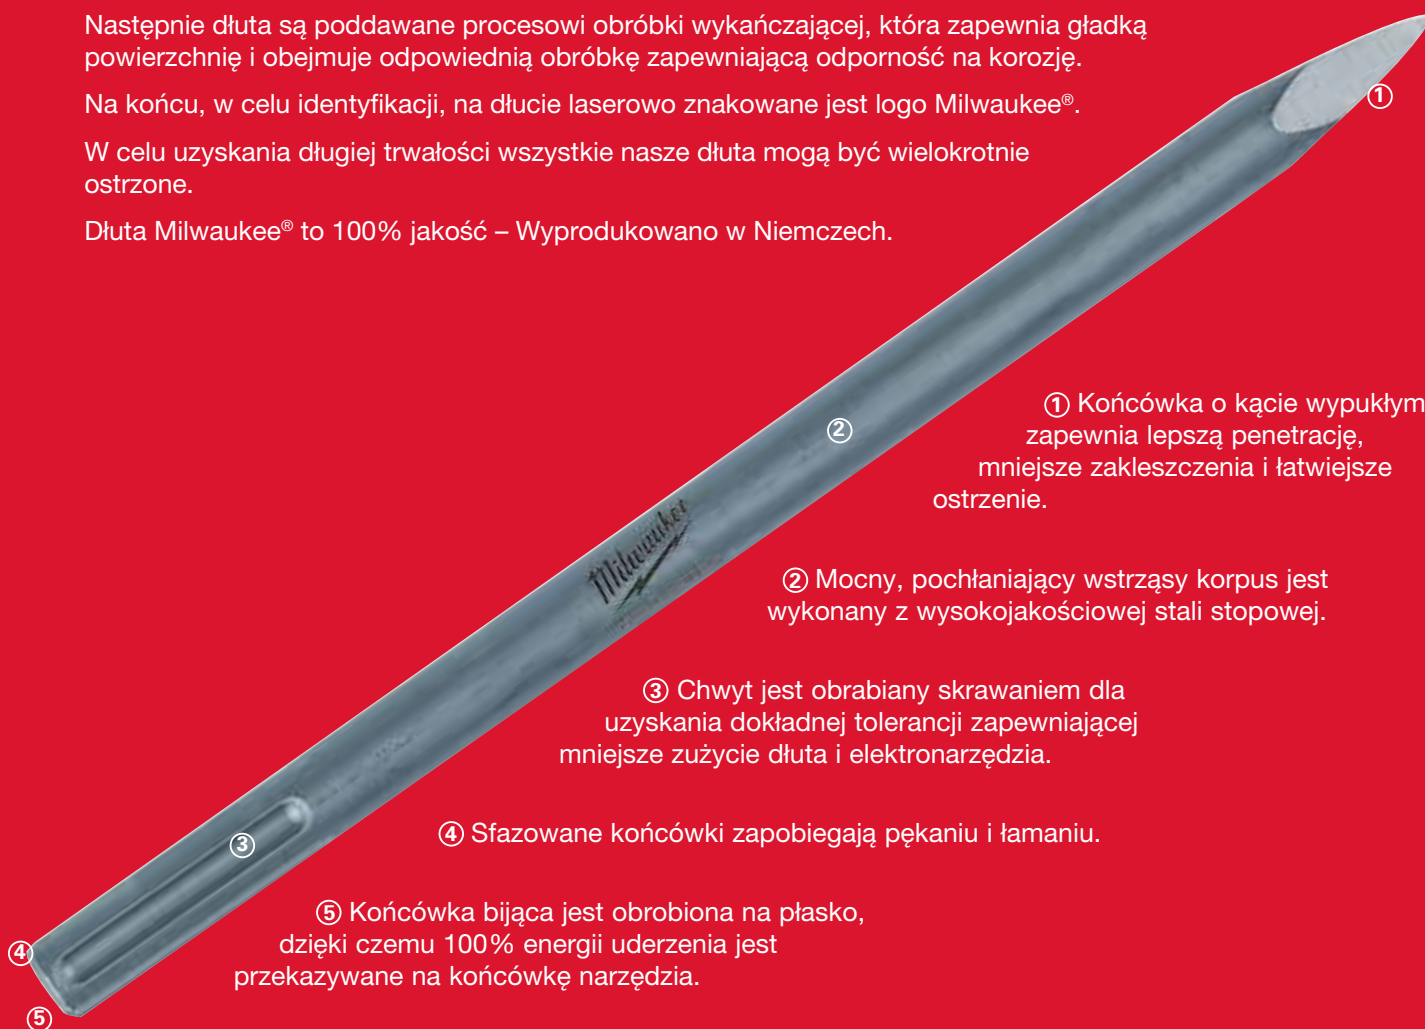 Następnie dłuta są poddawane procesowi obróbki wykańczającej, która zapewnia gładką
powierzchnię i obejmuje odpowiednią obróbkę zapewniającą odporność na korozję.
Na końcu, w celu identyfikacji, na dłucie laserowo znakowane jest logo Milwaukee®.
W celu uzyskania długiej trwałości wszystkie nasze dłuta mogą być wielokrotnie
ostrzone.
Dłuta Milwaukee® to 100% jakość – Wyprodukowano w Niemczech.
①
②
① Końcówka o kącie wypukłym
zapewnia lepszą penetrację,
mniejsze zakleszczenia i łatwiejsze
ostrzenie.
Milwaukee
② Mocny, pochłaniający wstrząsy korpus jest
wykonany z wysokojakościowej stali stopowej.
③ Chwyt jest obrabiany skrawaniem dla
uzyskania dokładnej tolerancji zapewniającej
mniejsze zużycie dłuta i elektronarzędzia.
③
④ Sfazowane końcówki zapobiegają pękaniu i łamaniu.
⑤ Końcówka bijąca jest obrobiona na płasko,
dzięki czemu 100% energii uderzenia jest
przekazywane na końcówkę narzędzia.
④
⑤